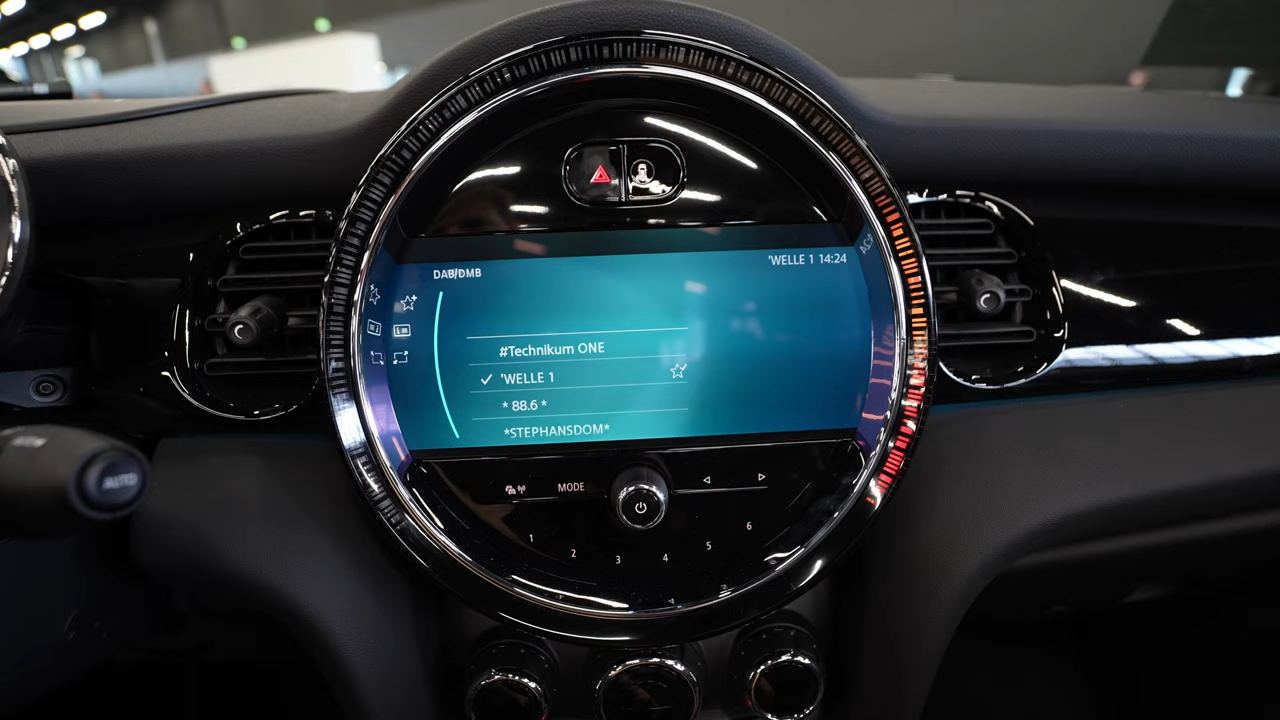 DAB/DMB
'WELLE 1 14:24
#Technikum ONE
'WELLE 1
* 88.6 *
*STEPHANSDOM*
MODE
1
2
3
4
5
6
AUTO